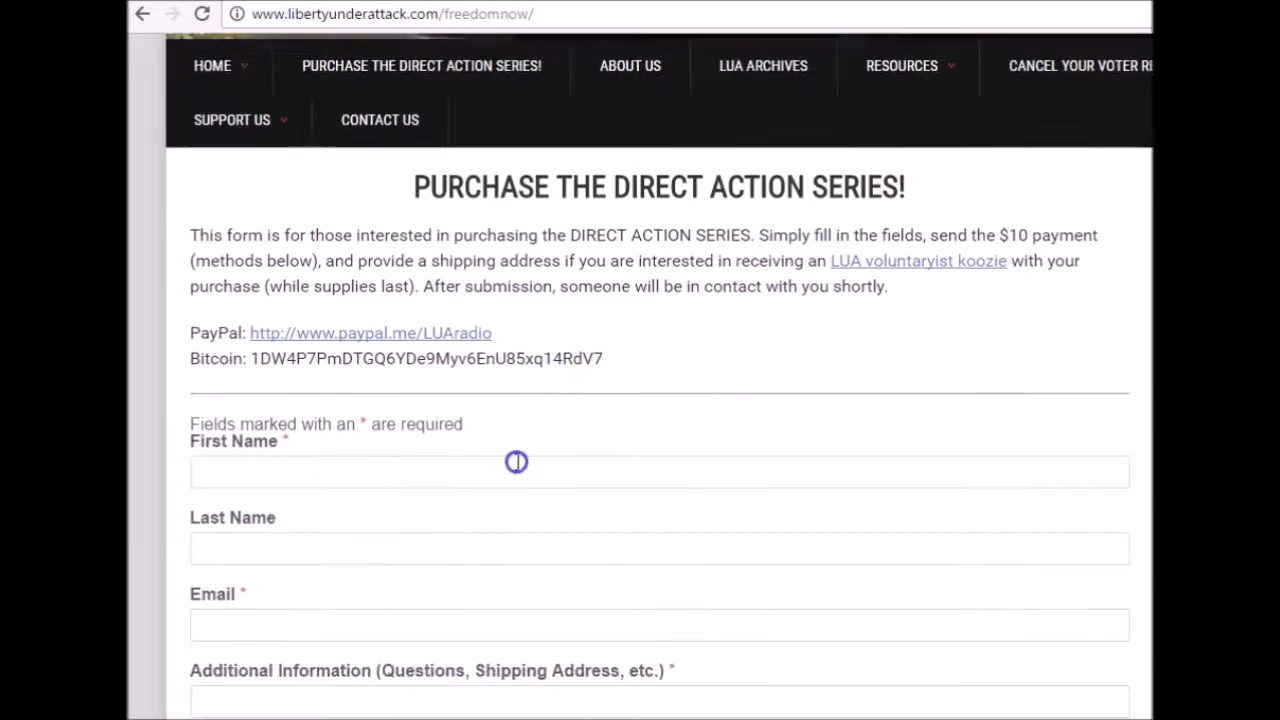 www.libertyunderattack.com/freedomnow/
HOME PURCHASE THE DIRECT ACTION SERIES! ABOUT US LUA ARCHIVES RESOURCES CANCEL YOUR VOTER RE
SUPPORT US CONTACT US
PURCHASE THE DIRECT ACTION SERIES!
This form is for those interested in purchasing the DIRECT ACTION SERIES. Simply fill in the fields, send the $10 payment
(methods below), and provide a shipping address if you are interested in receiving an LUA voluntaryist koozie with your
purchase (while supplies last). After submission, someone will be in contact with you shortly.
PayPal: http://www.paypal.me/LUAradio
Bitcoin: 1DW4P7PmDTGQ6YDe9Myv6EnU85xq14RdV7
Fields marked with an * are required
First Name *
Last Name
Email *
Additional Information (Questions, Shipping Address, etc.) *